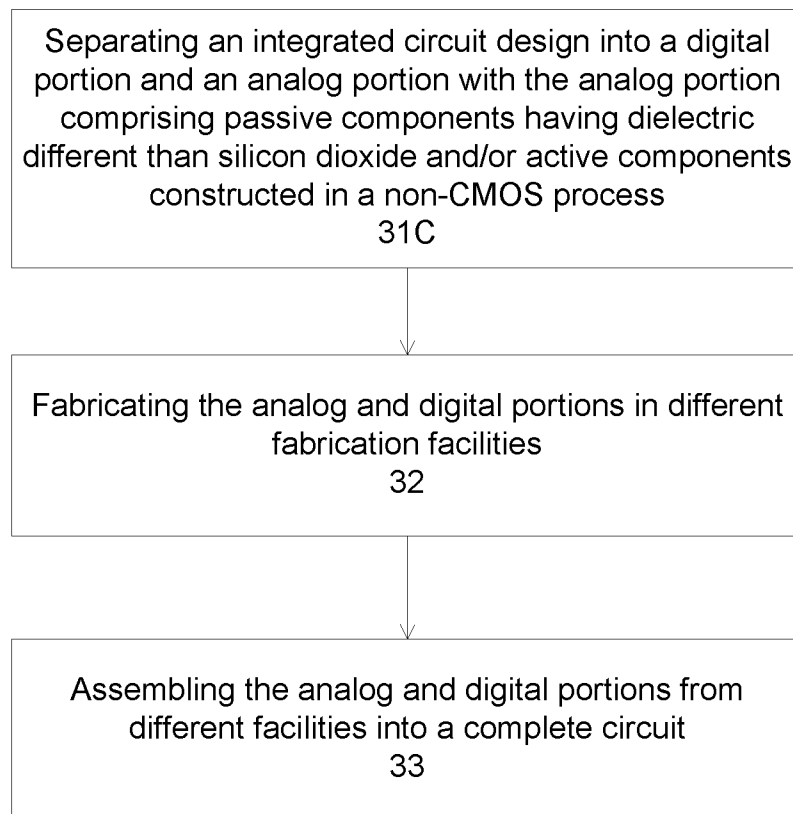 Separating an integrated circuit design into a digital
portion and an analog portion with the analog portion
comprising passive components having dielectric
different than silicon dioxide and/or active components
constructed in a non-CMOS process
31C
Fabricating the analog and digital portions in different
fabrication facilities
32
Assembling the analog and digital portions from
different facilities into a complete circuit
33